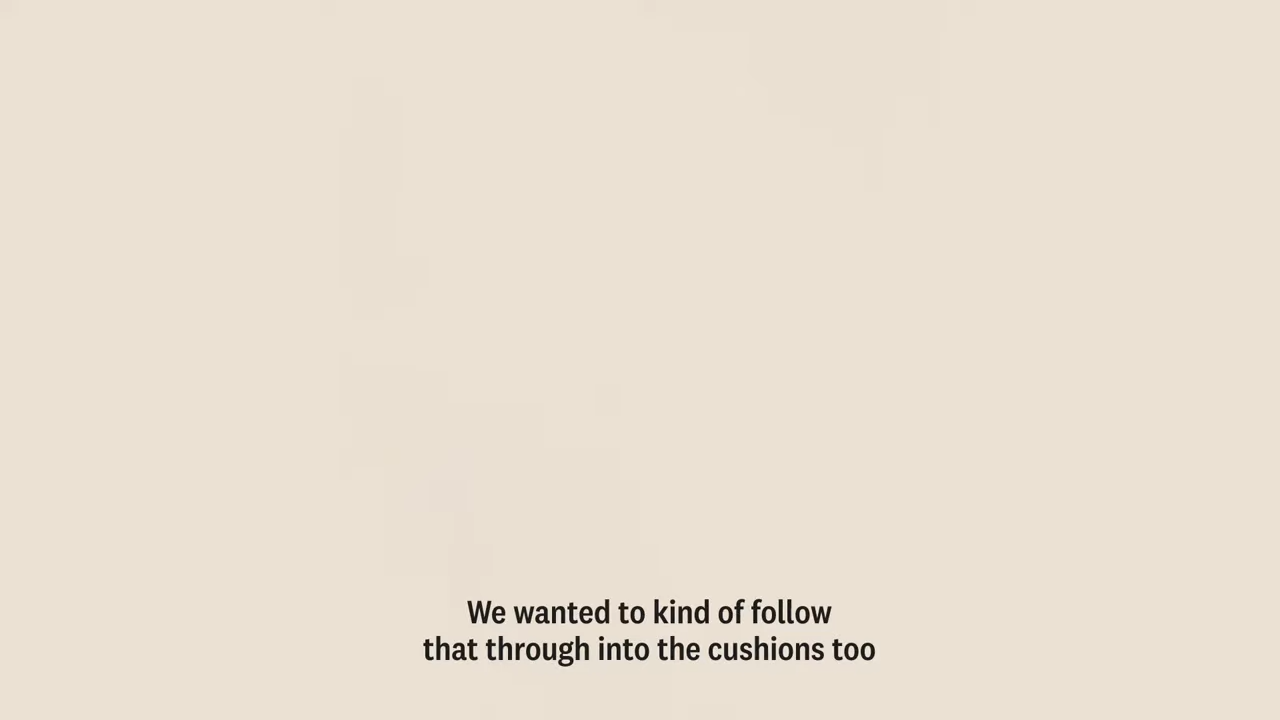 We wanted to kind of follow
that through into the cushions too